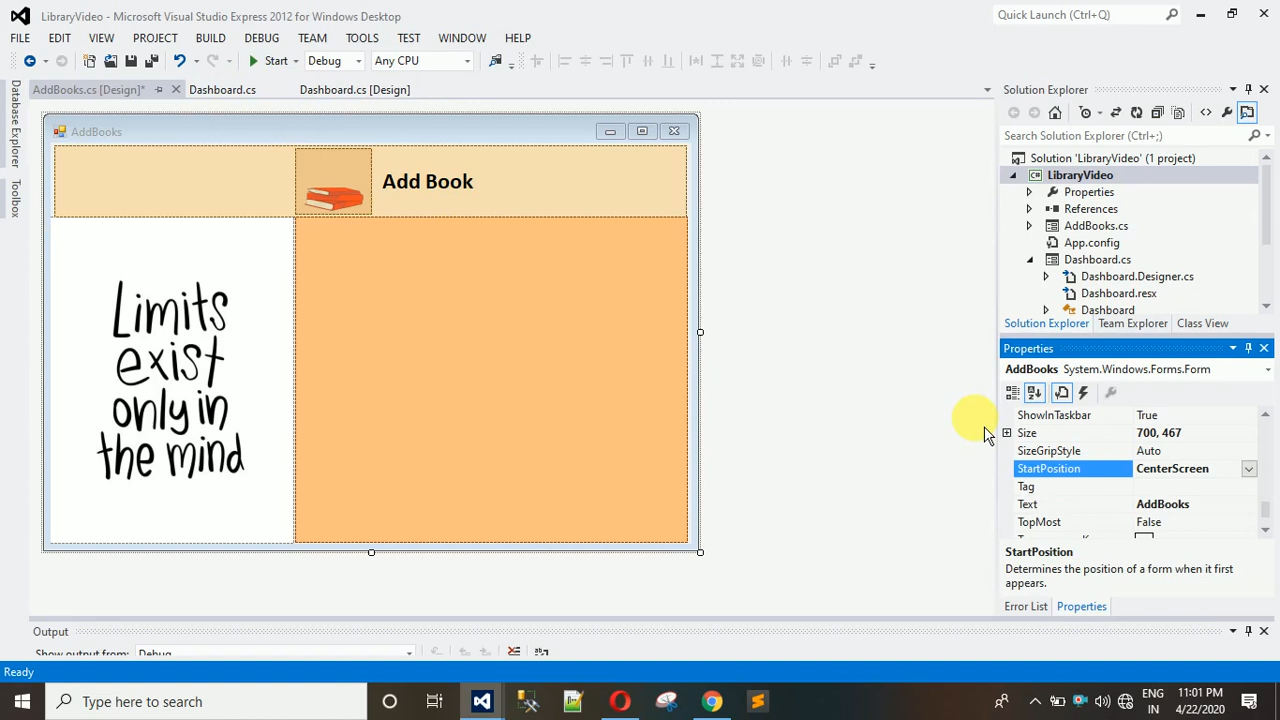 LibraryVideo - Microsoft Visual Studio Express 2012 for Windows Desktop
Quick Launch (Ctrl+Q)
FILE EDIT VIEW PROJECT BUILD DEBUG TEAM TOOLS TEST WINDOW HELP
Start Debug Any CPU
AddBooks.cs [Design]* Dashboard.cs Dashboard.cs [Design]
Database Explorer
Toolbox
AddBooks
Add Book
Limits
exist
only in
the mind
Solution Explorer
Search Solution Explorer (Ctrl+;)
Solution 'LibraryVideo' (1 project)
LibraryVideo
Properties
References
AddBooks.cs
App.config
Dashboard.cs
Dashboard.Designer.cs
Dashboard.resx
Dashboard
Solution Explorer Team Explorer Class View
Properties
AddBooks System.Windows.Forms.Form
ShowInTaskbar True
Size 700, 467
SizeGripStyle Auto
StartPosition CenterScreen
Tag
Text AddBooks
TopMost False
StartPosition
Determines the position of a form when it first
appears.
Error List Properties
Output
Show output from: Debug
Ready
Type here to search
ENG
IN
11:01 PM
4/22/2020